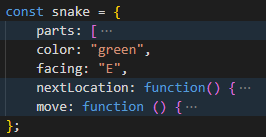 const snake = {
parts: [···
color: "green",
facing: "E",
nextLocation: function() {···
move: function () {···
};